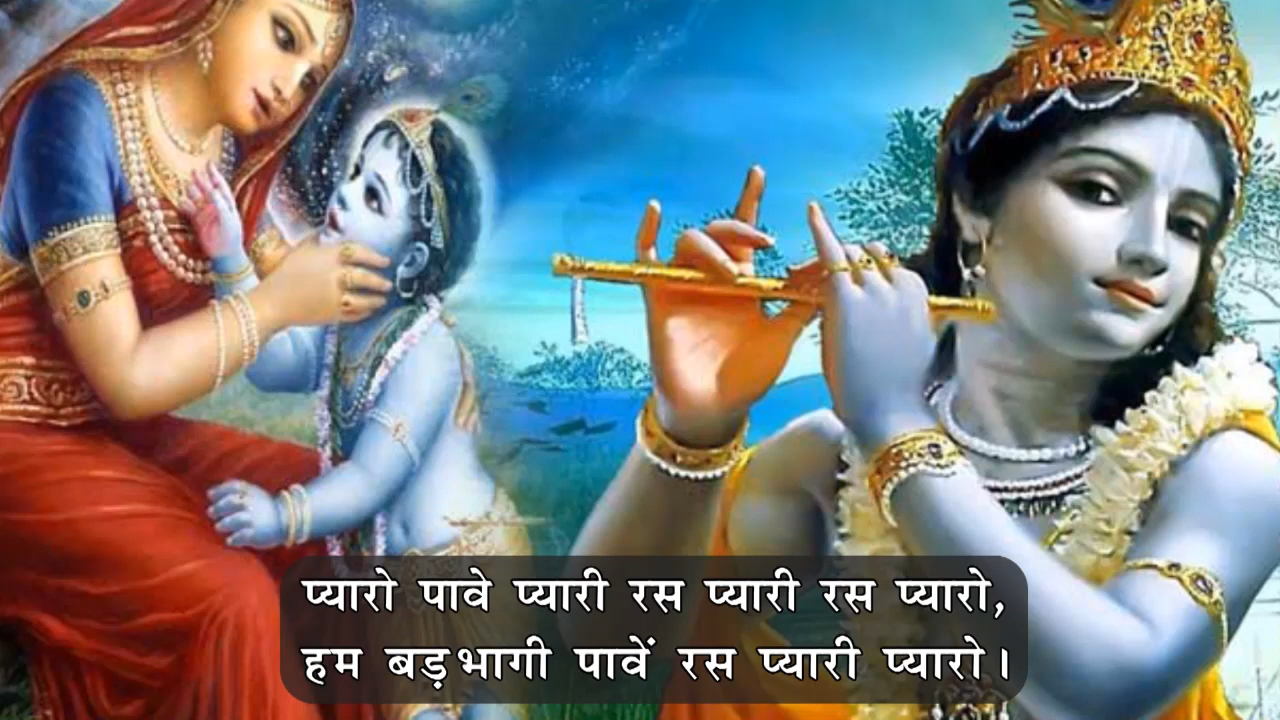 प्यारो पावे प्यारी रस प्यारी रस प्यारो,
हम बड़भागी पावें रस प्यारी प्यारो।